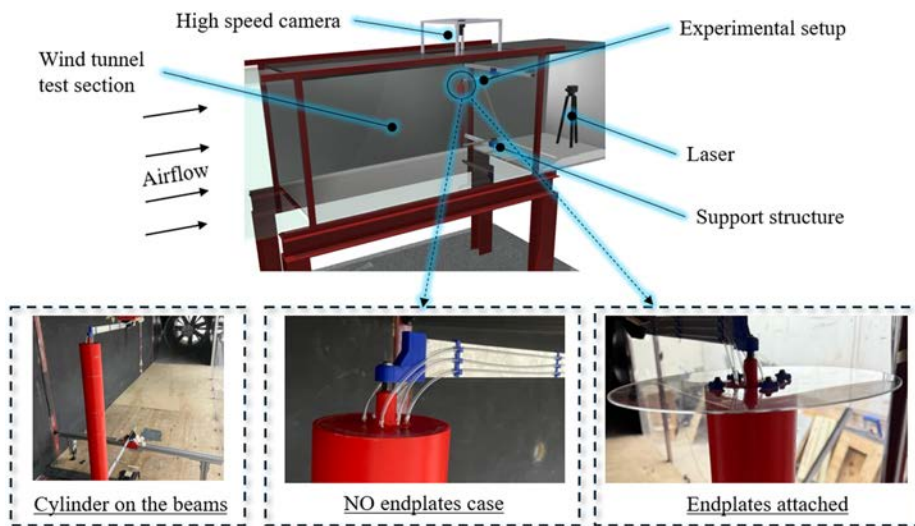 High speed camera
Experimental setup
Wind tunnel
test section
Laser
Airflow
Support structure
Cylinder on the beams
NO endplates case
Endplates attached